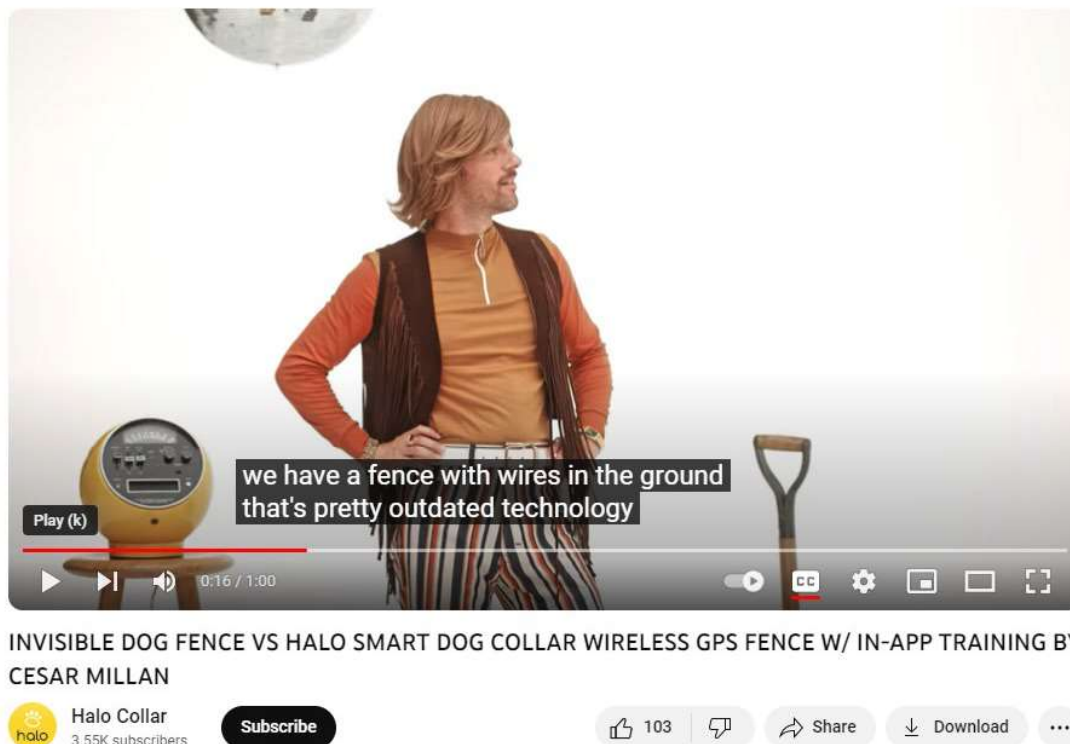 we have a fence with wires in the ground
that's pretty outdated technology
Play (k)
0:16 / 1:00
CC
INVISIBLE DOG FENCE VS HALO SMART DOG COLLAR WIRELESS GPS FENCE W/ IN-APP TRAINING BY
CESAR MILLAN
halo
Halo Collar
3.55K subscribers
Subscribe
103
Share
Download